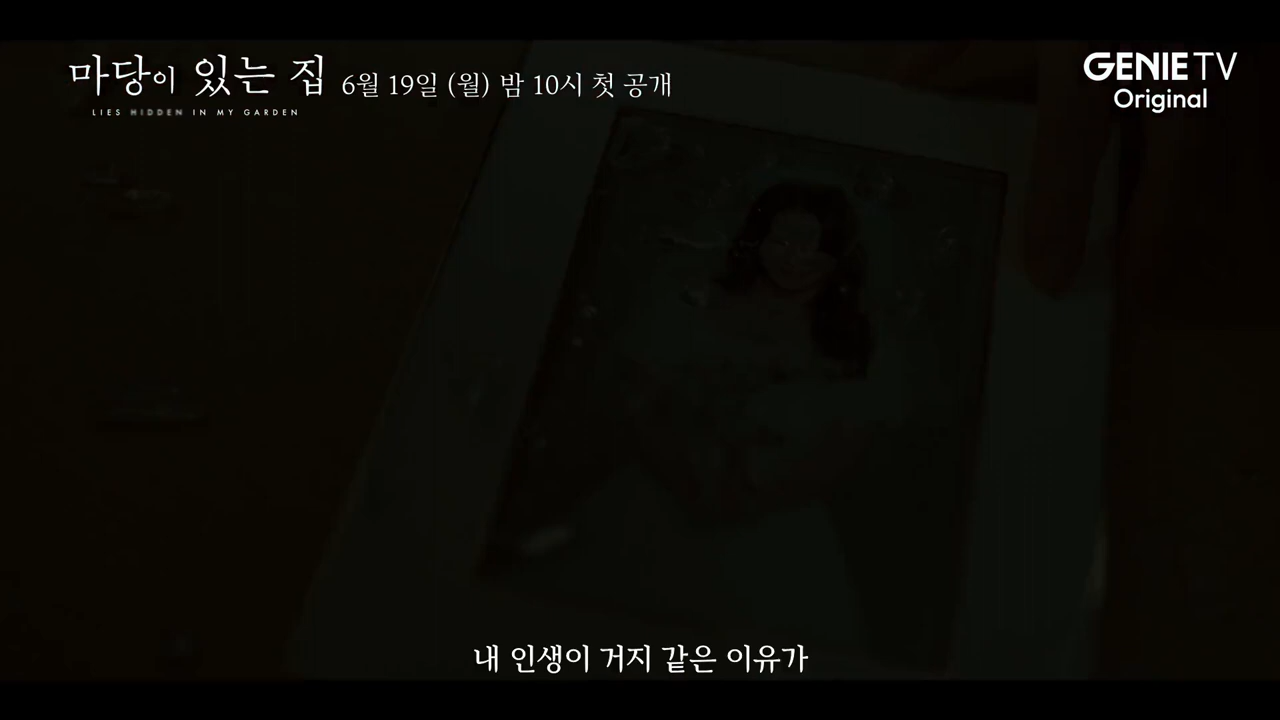 마당이 있는 집 6월 19일 (월) 밤 10시 첫 공개
LIES HIDDEN IN MY GARDEN
GENIE TV
Original
내 인생이 거지 같은 이유가